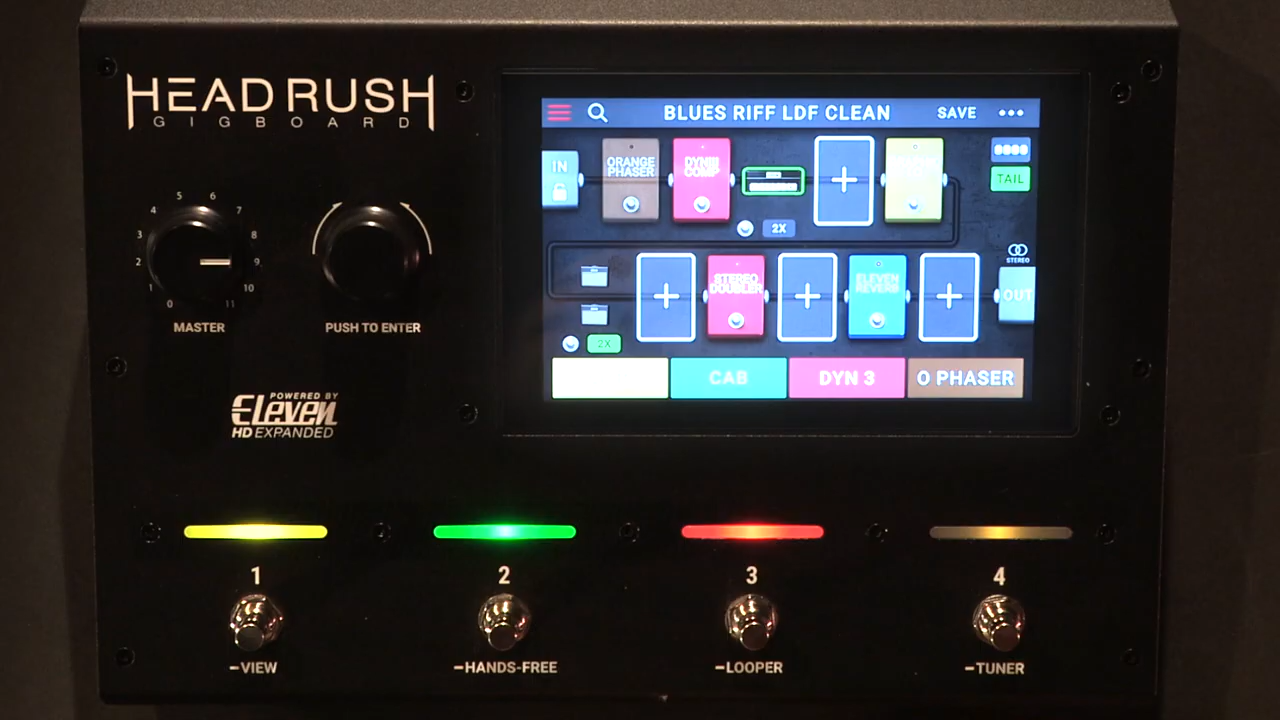 HEADRUSH
GIGBOARD
BLUES RIFF LDF CLEAN
SAVE
IN
ORANGE
PHASER
DYNIII
COMP
2X
TAIL
STEREO
STEREO
DOUBLER
ELEVEN
REVERB
OUT
2X
CAB
DYN 3
O PHASER
0 1 2 3 4 5 6 7 8 9 10 11
MASTER
PUSH TO ENTER
POWERED BY
Eleven
HD EXPANDED
1
2
3
4
VIEW
HANDS-FREE
LOOPER
TUNER